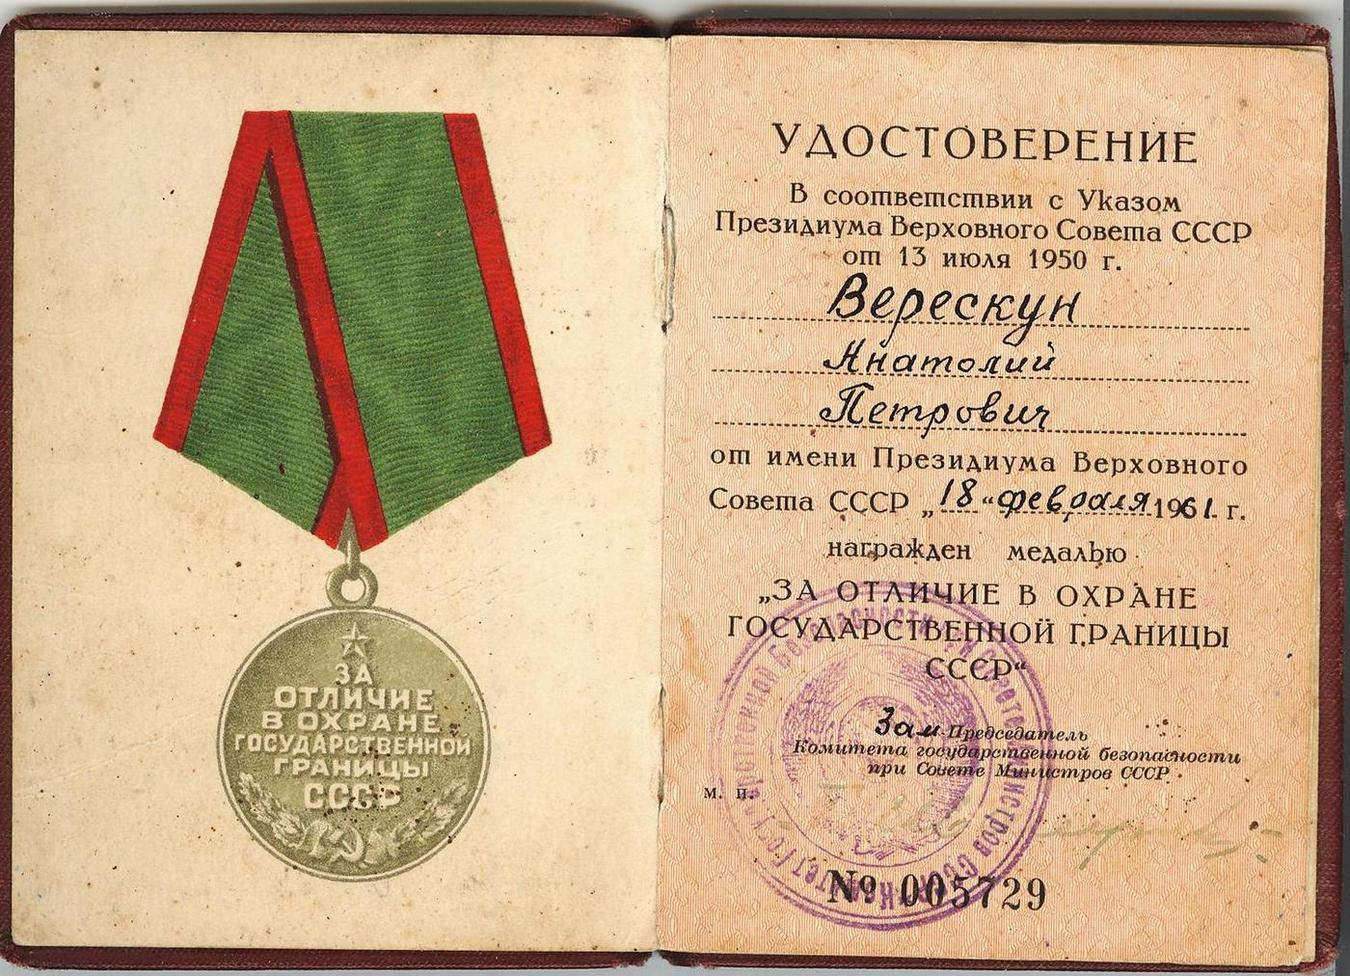 ЗА
ОТЛИЧИЕ
В ОХРАНЕ
ГОСУДАРСТВЕННОЙ
ГРАНИЦЫ
СССР
УДОСТОВЕРЕНИЕ
В соответствии с Указом
Президиума Верховного Совета СССР
от 13 июля 1950 г.
Верескун
Анатолий
Петрович
от имени Президиума Верховного
Совета СССР „18“ февраля 1961 г.
награжден медалью
„ЗА ОТЛИЧИЕ В ОХРАНЕ
ГОСУДАРСТВЕННОЙ ГРАНИЦЫ
СССР“
Зам Председатель
Комитета государственной безопасности
при Совете Министров СССР
м. п.
№ 005729